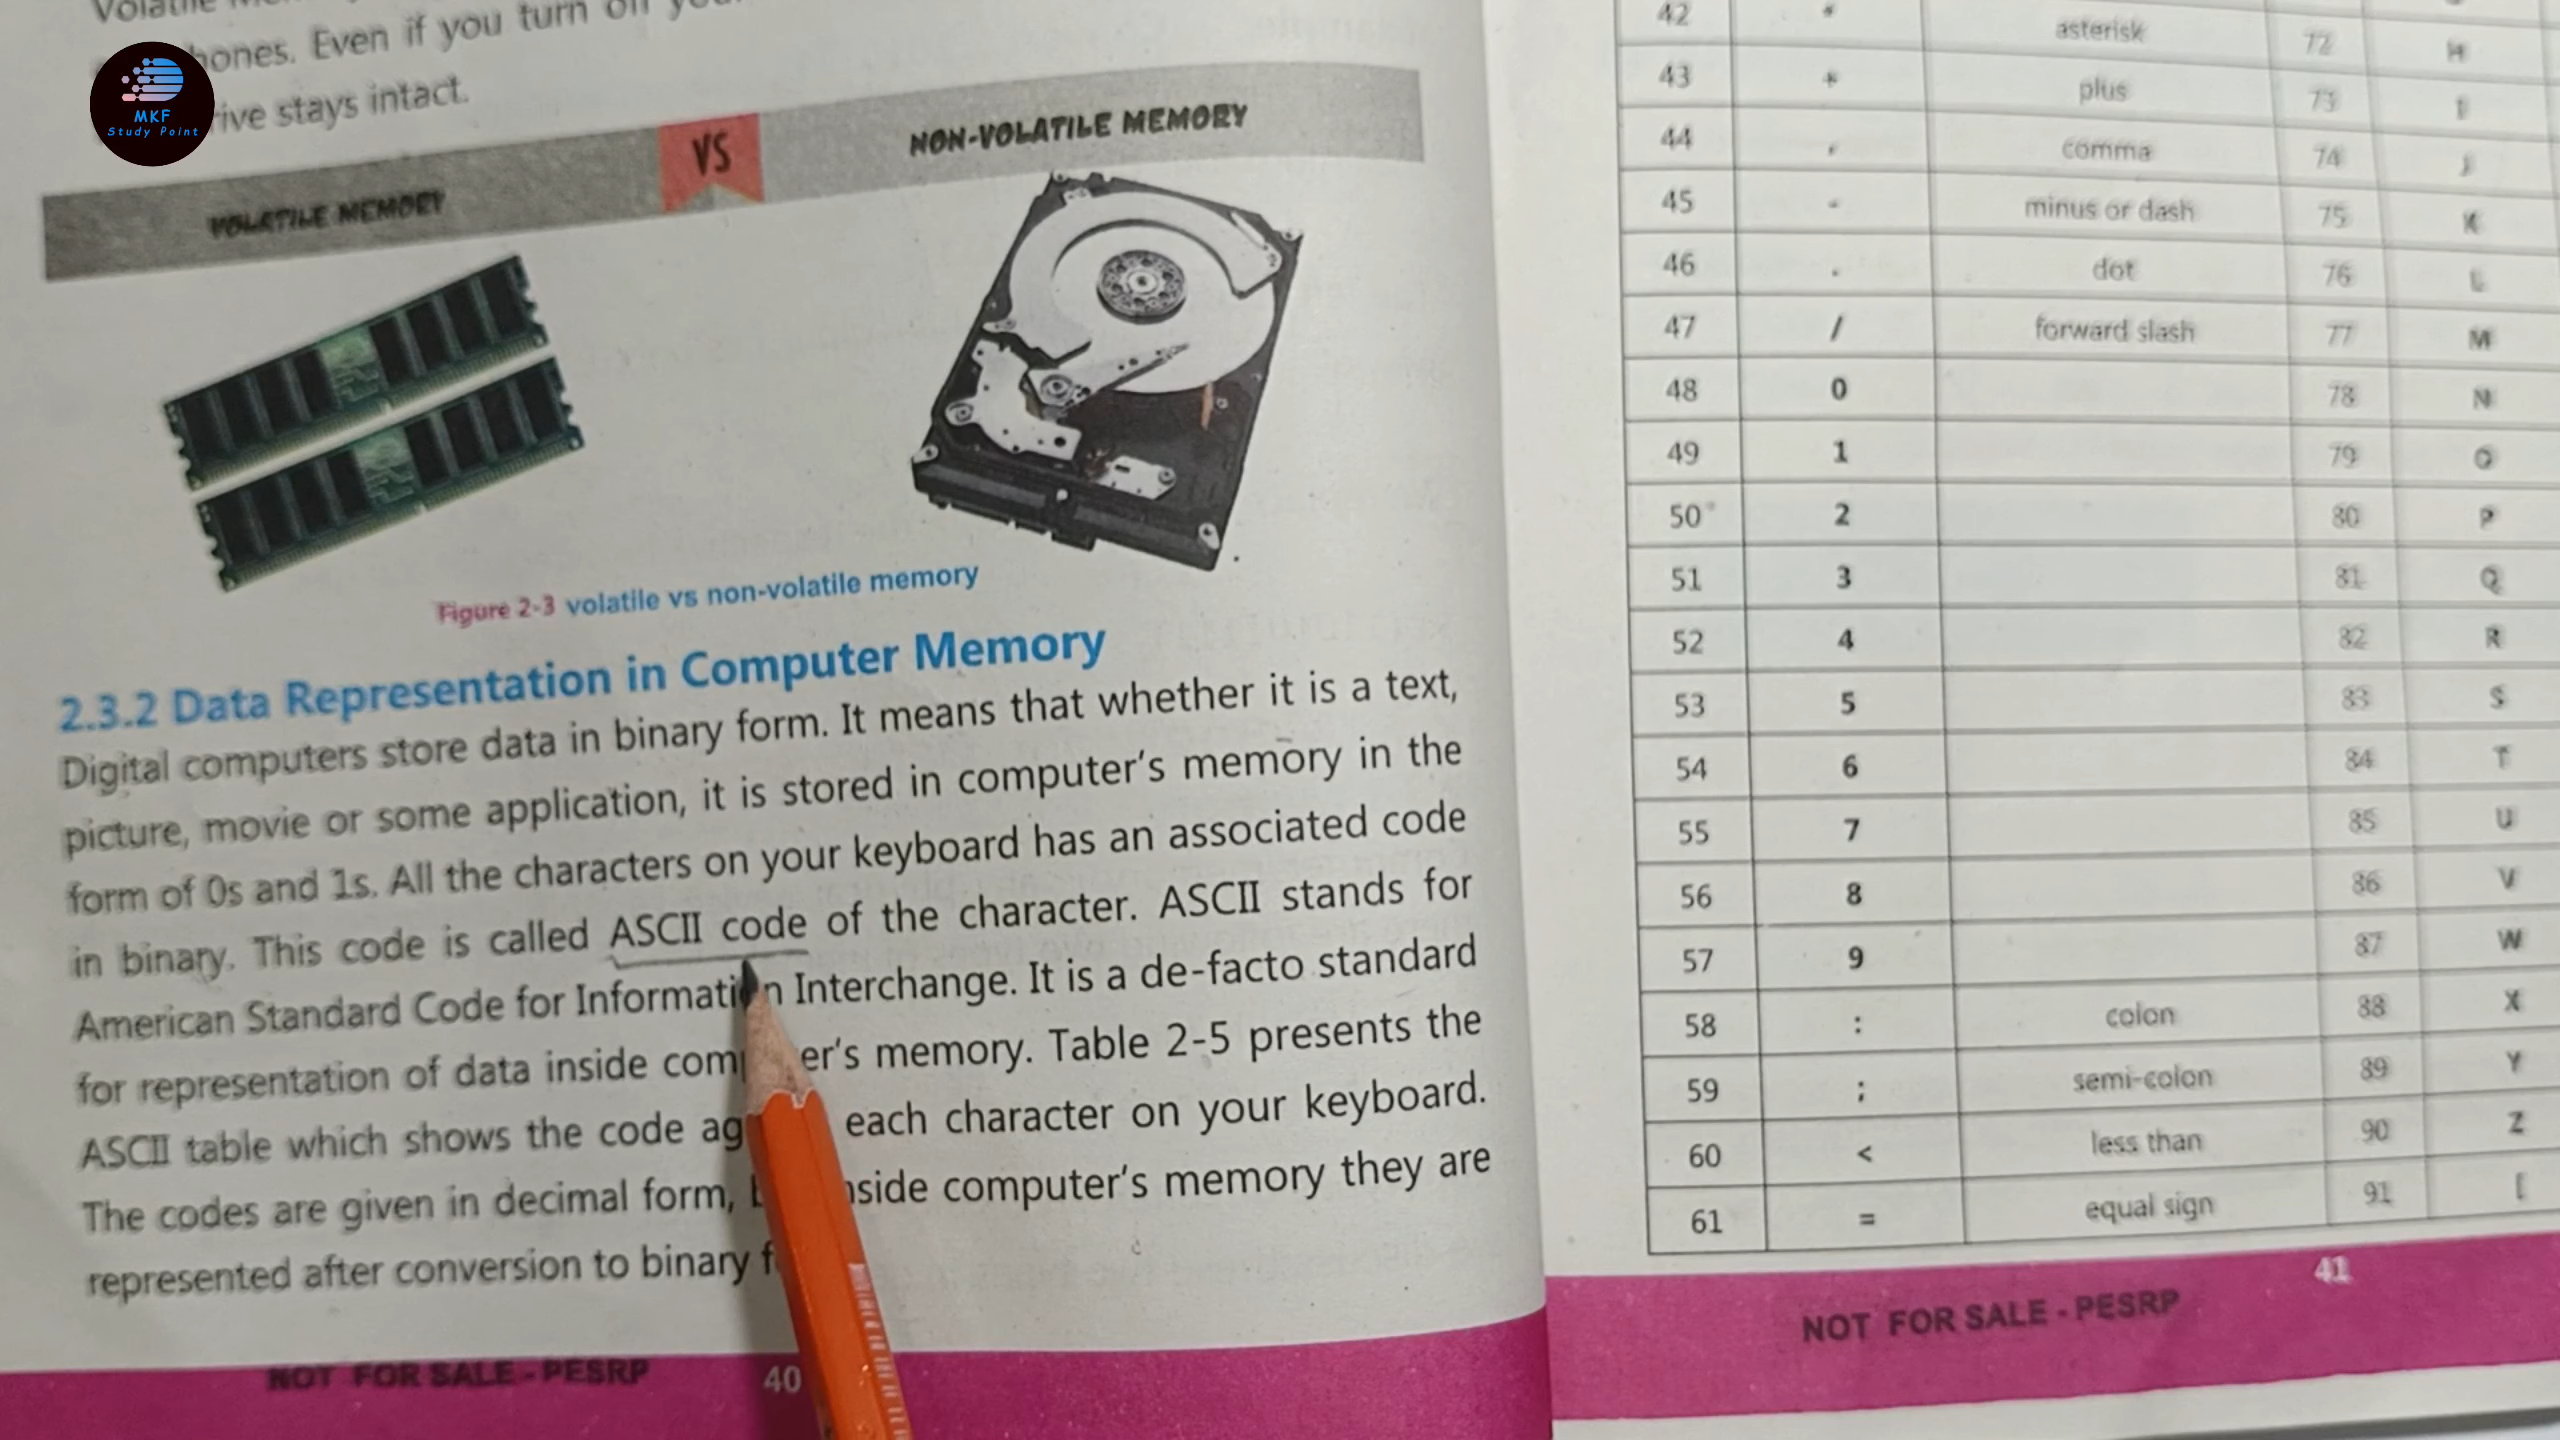 Even if you turn off
stays intact.
MKF
Study Point
VOLATILE MEMORY
VS
NON-VOLATILE MEMORY
Figure 2-3 volatile vs non-volatile memory
2.3.2 Data Representation in Computer Memory
Digital computers store data in binary form. It means that whether it is a text,
picture, movie or some application, it is stored in computer's memory in the
form of 0s and 1s. All the characters on your keyboard has an associated code
in binary. This code is called ASCII code of the character. ASCII stands for
American Standard Code for Information Interchange. It is a de-facto standard
for representation of data inside computer's memory. Table 2-5 presents the
ASCII table which shows the code each character on your keyboard.
The codes are given in decimal form, inside computer's memory they are
represented after conversion to binary
NOT FOR SALE - PESRP
40
42 * asterisk 72 H
43 + plus 73 I
44 , comma 74 J
45 - minus or dash 75 K
46 . dot 76 L
47 / forward slash 77 M
48 0 78 N
49 1 79 O
50 2 80 P
51 3 81 Q
52 4 82 R
53 5 83 S
54 6 84 T
55 7 85 U
56 8 86 V
57 9 87 W
58 : colon 88 X
59 ; semi-colon 89 Y
60 < less than 90 Z
61 = equal sign 91 [
41
NOT FOR SALE - PESRP